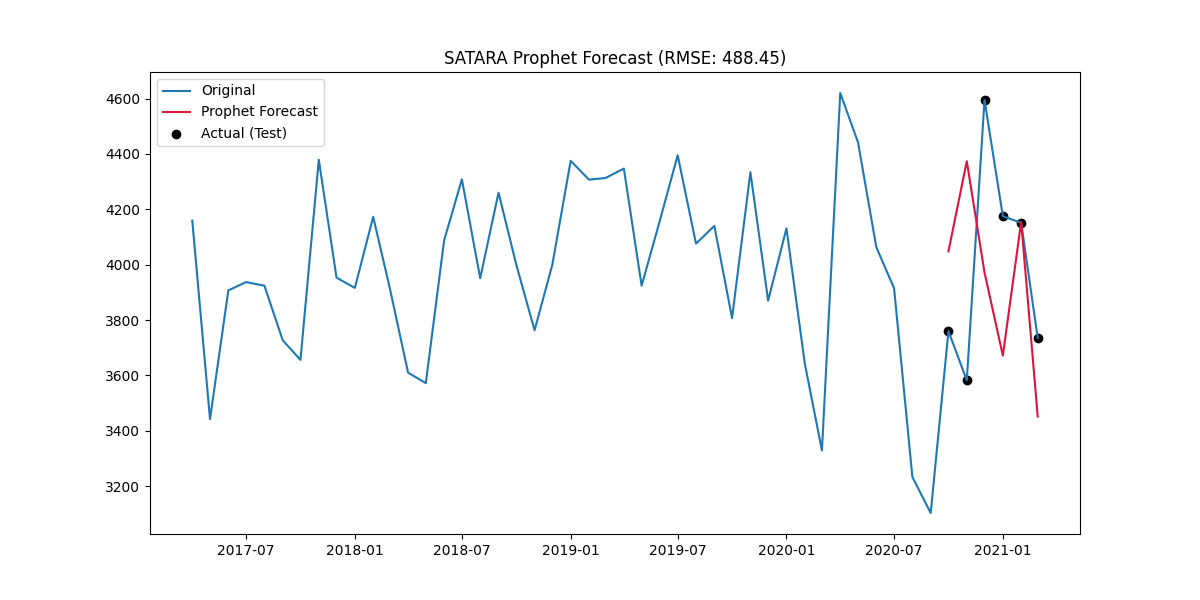 SATARA Prophet Forecast (RMSE: 488.45)
Original
Prophet Forecast
Actual (Test)
4600
4400
4200
4000
3800
3600
3400
3200
2017-07 2018-01 2018-07 2019-01 2019-07 2020-01 2020-07 2021-01